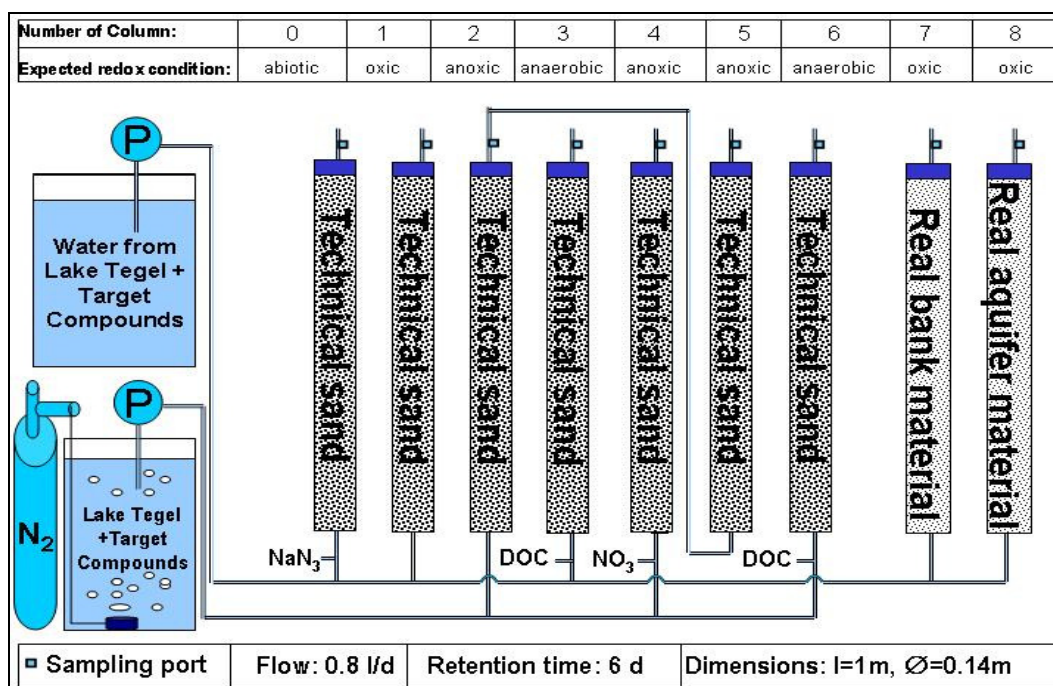 Number of Column: 0 1 2 3 4 5 6 7 8
Expected redox condition: abiotic oxic anoxic anaerobic anoxic anoxic anaerobic oxic oxic
P
Water from
Lake Tegel +
Target
Compounds
P
N2
Lake Tegel
+Target
Compounds
Technical sand
Technical sand
Technical sand
Technical sand
Technical sand
Technical sand
Technical sand
Real bank material
Real aquifer material
NaN3
DOC
NO3
DOC
Sampling port
Flow: 0.8 l/d
Retention time: 6 d
Dimensions: l=1m, Ø=0.14m